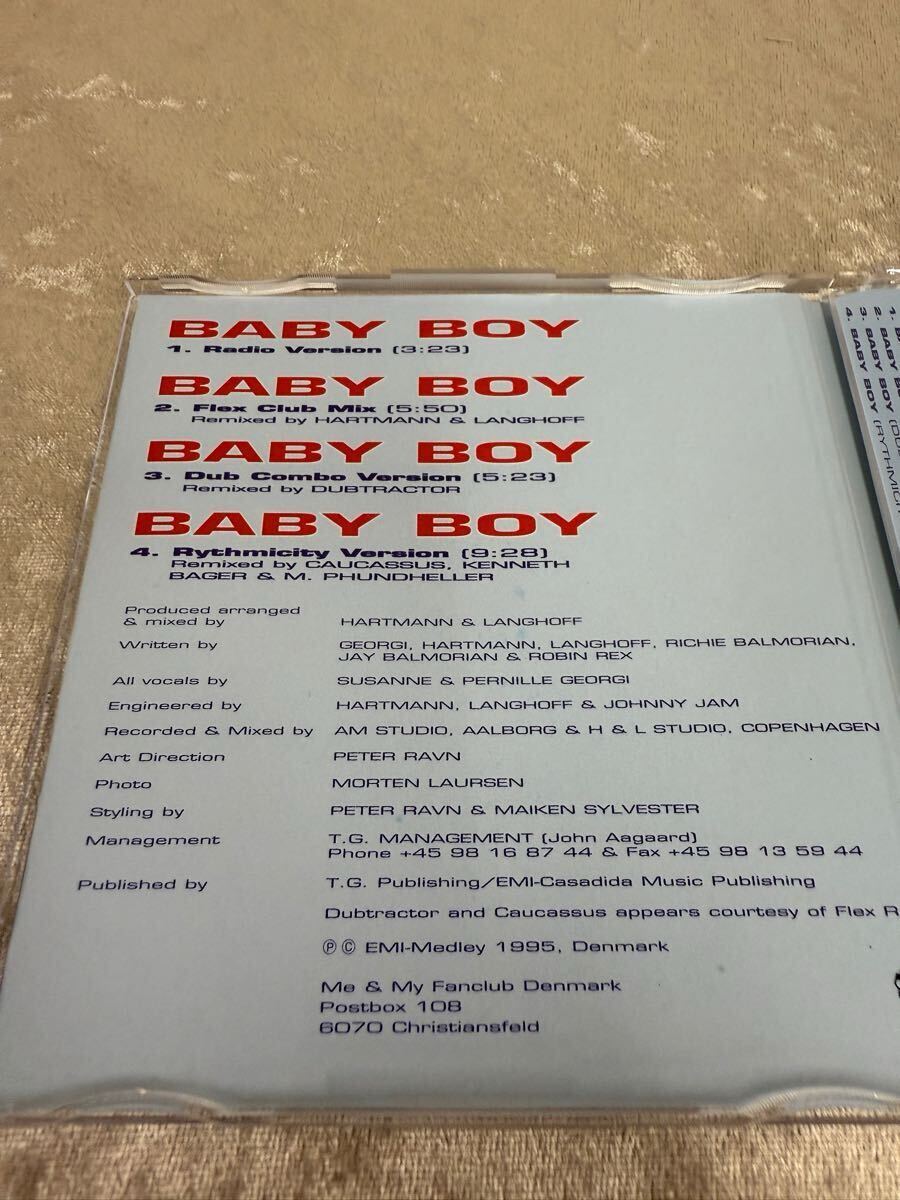 BABY BOY
1. Radio Version (3:23)
BABY BOY
2. Flex Club Mix (5:50)
Remixed by HARTMANN & LANGHOFF
BABY BOY
3. Dub Combo Version (5:23)
Remixed by DUBTRACTOR
BABY BOY
4. Rythmicity Version (9:28)
Remixed by CAUCASSUS, KENNETH
BAGER & M. PHUNDHELLER
Produced arranged
& mixed by HARTMANN & LANGHOFF
Written by GEORGI, HARTMANN, LANGHOFF, RICHIE BALMORIAN,
JAY BALMORIAN & ROBIN REX
All vocals by SUSANNE & PERNILLE GEORGI
Engineered by HARTMANN, LANGHOFF & JOHNNY JAM
Recorded & Mixed by AM STUDIO, AALBORG & H & L STUDIO, COPENHAGEN
Art Direction PETER RAVN
Photo MORTEN LAURSEN
Styling by PETER RAVN & MAIKEN SYLVESTER
Management T.G. MANAGEMENT (John Aagaard)
Phone +45 98 16 87 44 & Fax +45 98 13 59 44
Published by T.G. Publishing/EMI-Casadida Music Publishing
Dubtractor and Caucassus appears courtesy of Flex R
℗ © EMI-Medley 1995, Denmark
Me & My Fanclub Denmark
Postbox 108
6070 Christiansfeld
2. BABY BO
3. BABY BOY (DUB
4. BABY BOY (RYTHMICIT